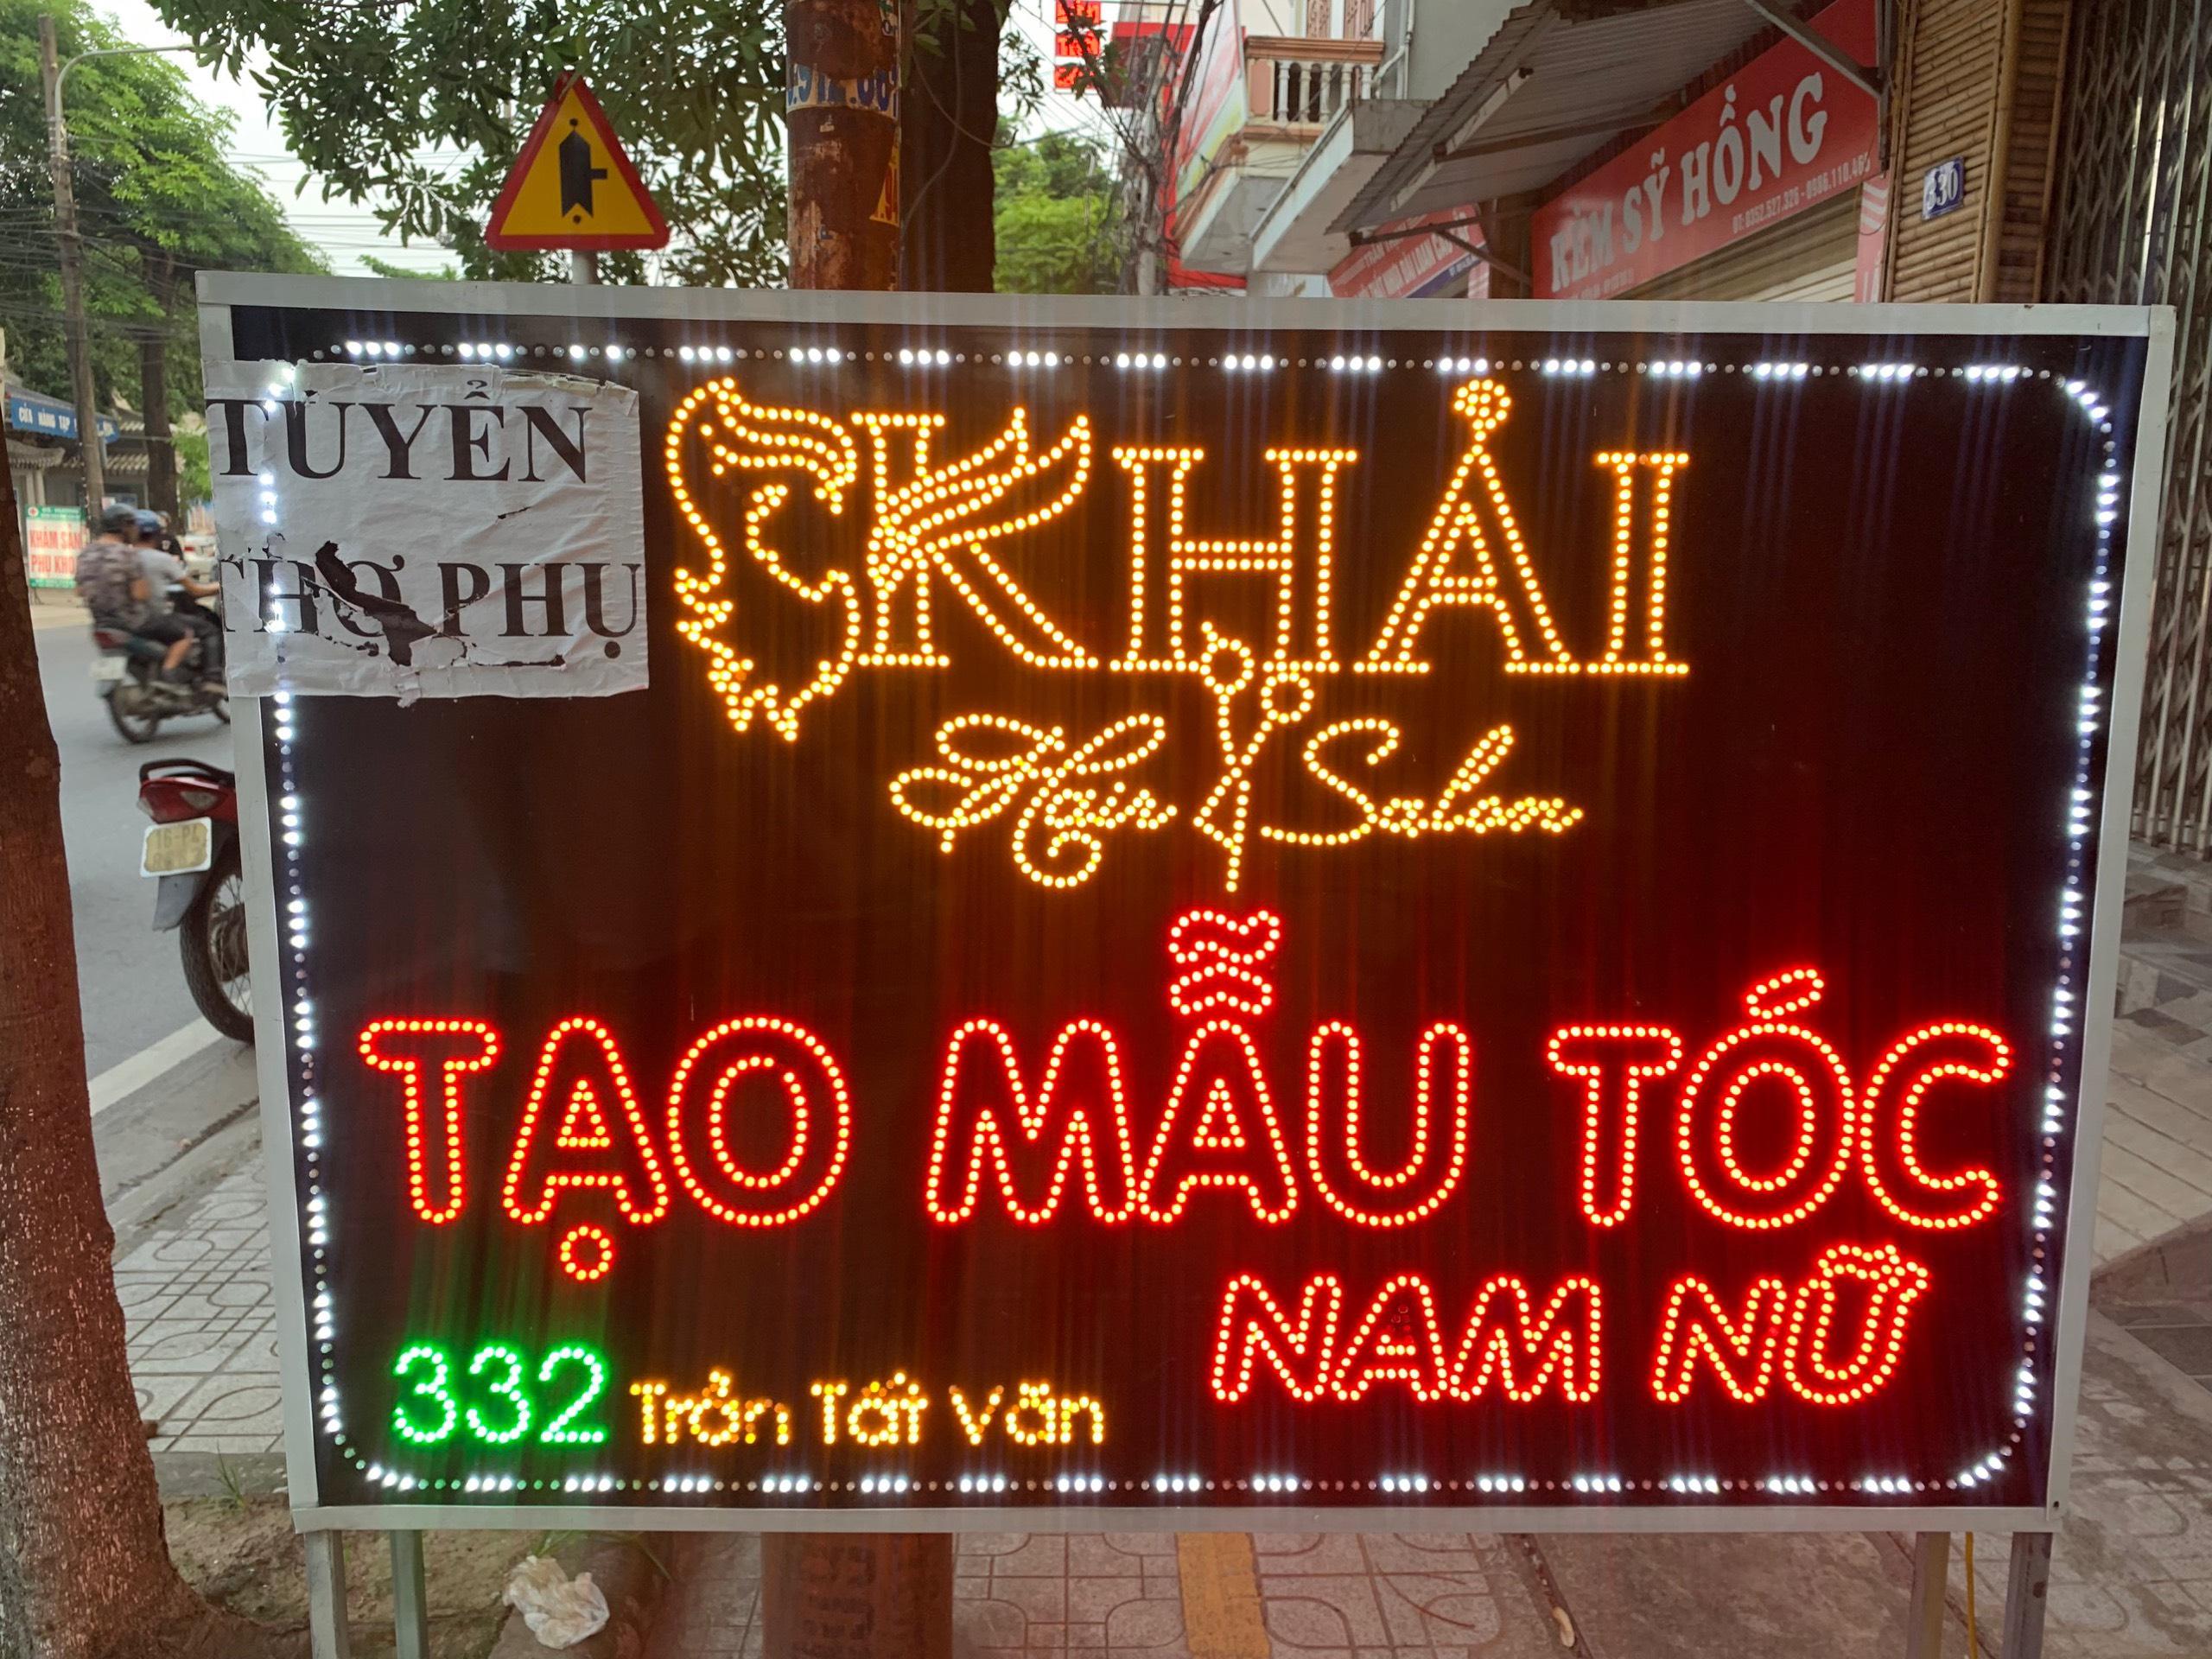 KEM SỸ HỒNG
330
TUYỂN
THỢ PHỤ
KHẢI
Hair Salon
TẠO MẪU TÓC
NAM NỮ
332 Trần Tất Văn